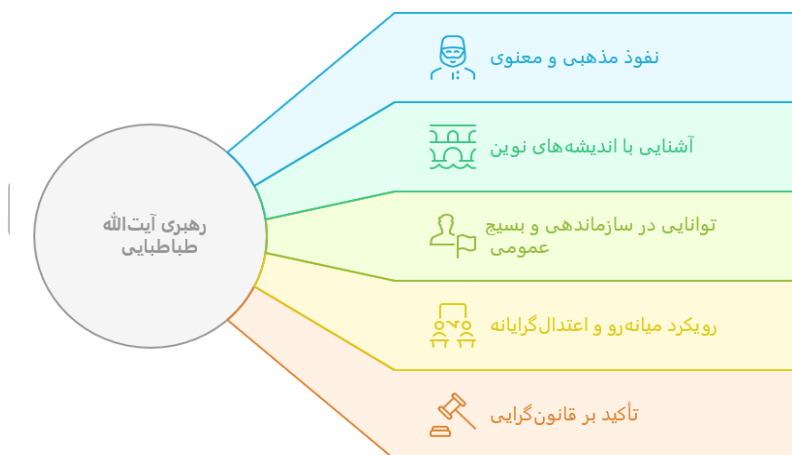 رهبری آیت‌الله
طباطبایی
نفوذ مذهبی و معنوی
آشنایی با اندیشه‌های نوین
توانایی در سازماندهی و بسیج
عمومی
رویکرد میانه‌رو و اعتدال‌گرایانه
تأکید بر قانون‌گرایی